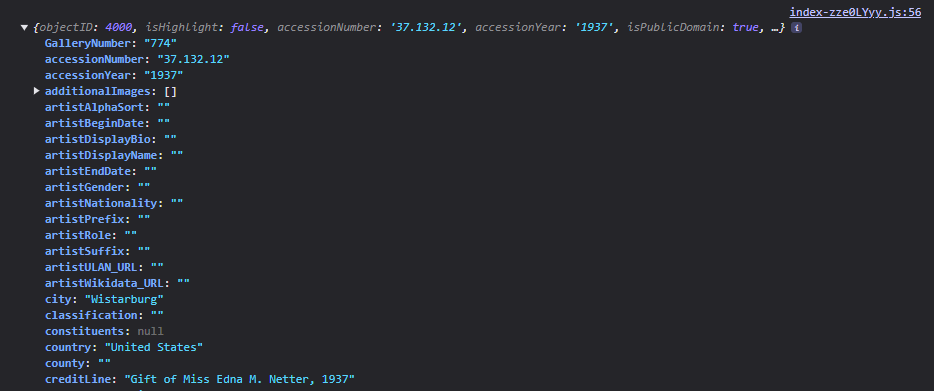 index-zze0LYyy.js:56
{objectID: 4000, isHighlight: false, accessionNumber: '37.132.12', accessionYear: '1937', isPublicDomain: true, …} i
GalleryNumber: "774"
accessionNumber: "37.132.12"
accessionYear: "1937"
additionalImages: []
artistAlphaSort: ""
artistBeginDate: ""
artistDisplayBio: ""
artistDisplayName: ""
artistEndDate: ""
artistGender: ""
artistNationality: ""
artistPrefix: ""
artistRole: ""
artistSuffix: ""
artistULAN_URL: ""
artistWikidata_URL: ""
city: "Wistarburg"
classification: ""
constituents: null
country: "United States"
county: ""
creditLine: "Gift of Miss Edna M. Netter, 1937"